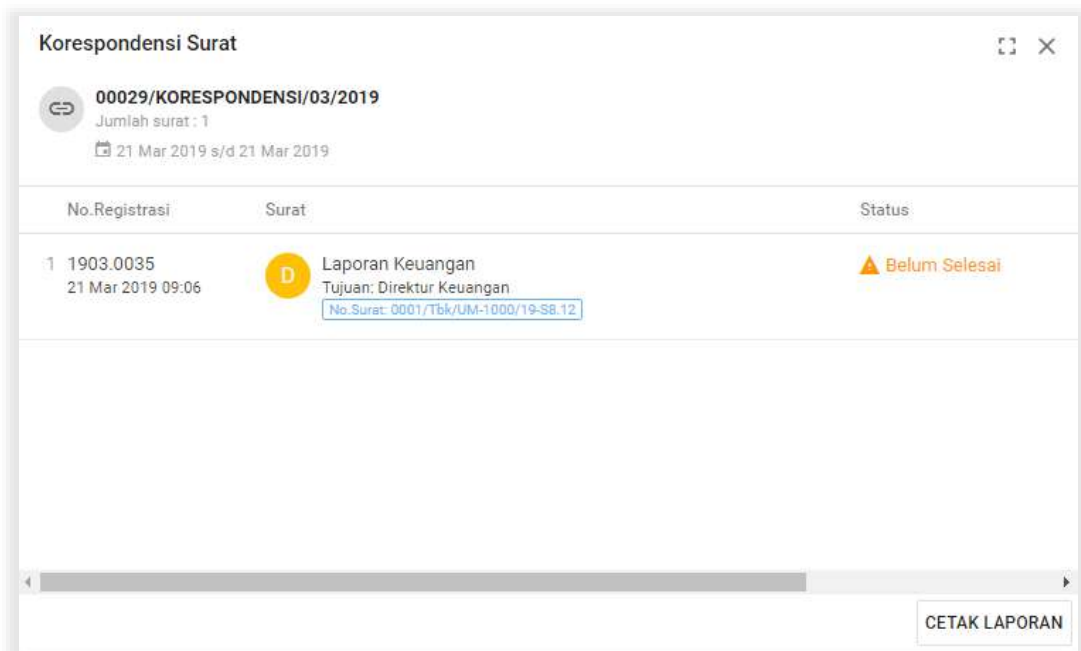 Korespondensi Surat
00029/KORESPONDENSI/03/2019
Jumlah surat : 1
21 Mar 2019 s/d 21 Mar 2019
No.Registrasi Surat Status
1 1903.0035 D Laporan Keuangan Belum Selesai
21 Mar 2019 09:06 Tujuan: Direktur Keuangan
No.Surat: 0001/Tbk/UM-1000/19-S8.12
CETAK LAPORAN